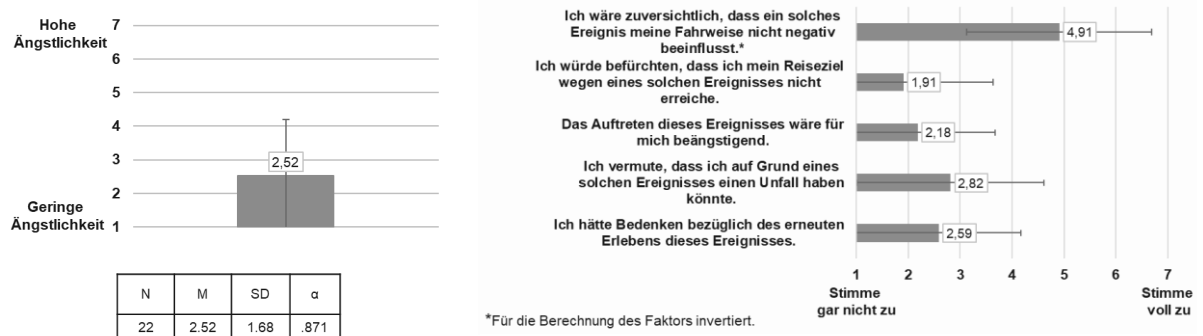 Hohe
Ängstlichkeit
7
6
5
4
3
2
1
2,52
Geringe
Ängstlichkeit
N M SD α
22 2.52 1.68 .871
Ich wäre zuversichtlich, dass ein solches
Ereignis meine Fahrweise nicht negativ
beeinflusst.*
4,91
Ich würde befürchten, dass ich mein Reiseziel
wegen eines solchen Ereignisses nicht
erreiche.
1,91
Das Auftreten dieses Ereignisses wäre für
mich beängstigend.
2,18
Ich vermute, dass ich auf Grund eines
solchen Ereignisses einen Unfall haben
könnte.
2,82
Ich hätte Bedenken bezüglich des erneuten
Erlebens dieses Ereignisses.
2,59
1 2 3 4 5 6 7
Stimme
gar nicht zu
Stimme
voll zu
*Für die Berechnung des Faktors invertiert.